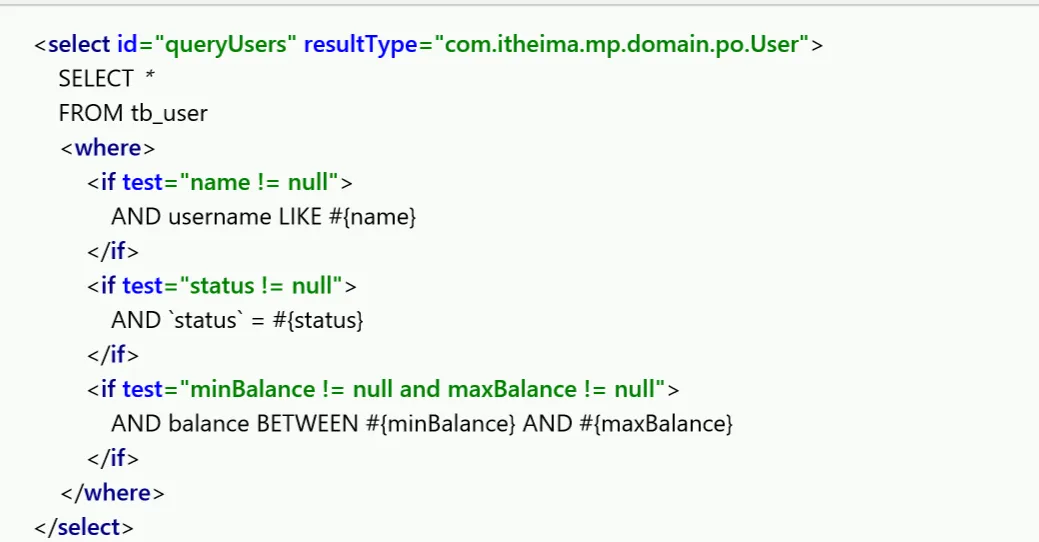 <select id="queryUsers" resultType="com.itheima.mp.domain.po.User">
SELECT *
FROM tb_user
<where>
<if test="name != null">
AND username LIKE #{name}
</if>
<if test="status != null">
AND `status` = #{status}
</if>
<if test="minBalance != null and maxBalance != null">
AND balance BETWEEN #{minBalance} AND #{maxBalance}
</if>
</where>
</select>